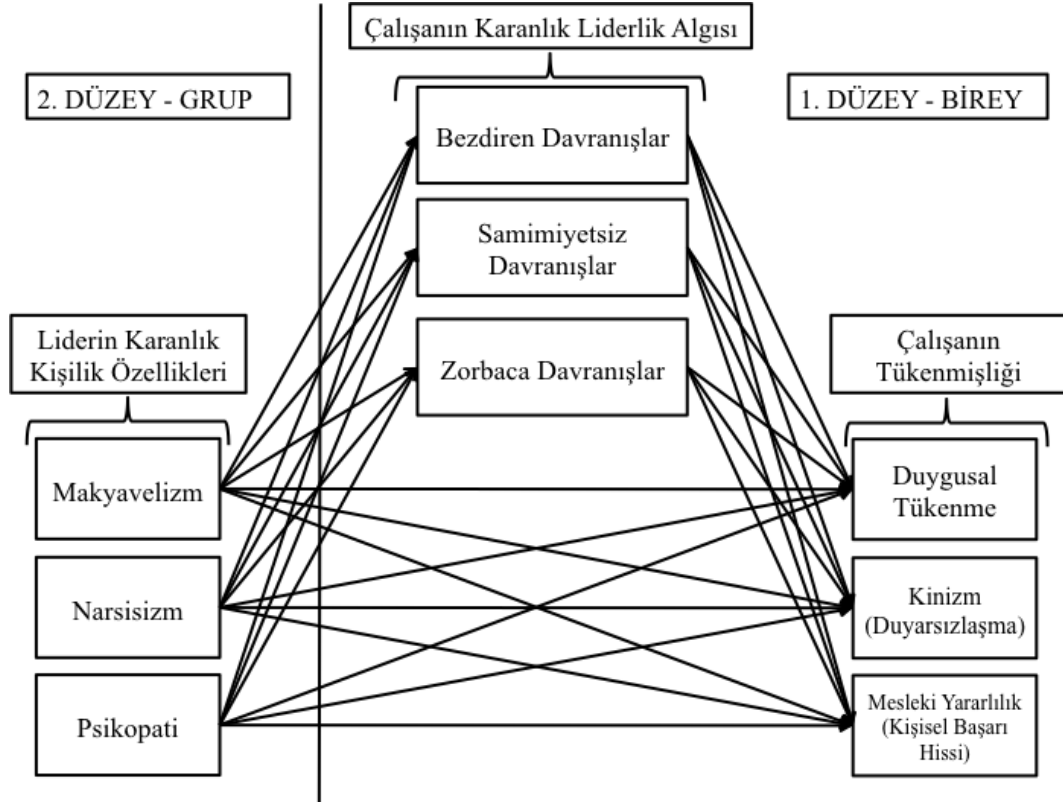 Çalışanın Karanlık Liderlik Algısı
2. DÜZEY - GRUP
1. DÜZEY - BİREY
Bezdiren Davranışlar
Samimiyetsiz
Davranışlar
Zorbaca Davranışlar
Liderin Karanlık
Kişilik Özellikleri
Çalışanın
Tükenmişliği
Makyavelizm
Narsisizm
Psikopati
Duygusal
Tükenme
Kinizm
(Duyarsızlaşma)
Mesleki Yararlılık
(Kişisel Başarı
Hissi)